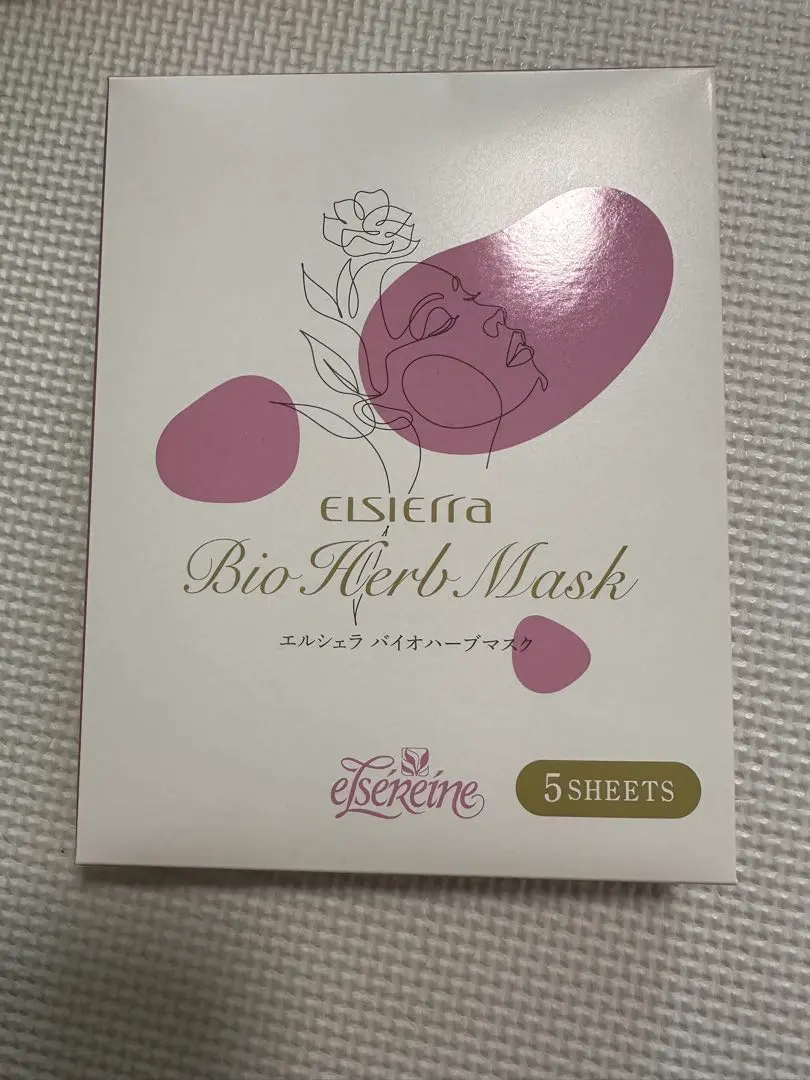 ELSIERRA
Bio Herb Mask
エルシェラ バイオハーブマスク
elséReine
5 SHEETS